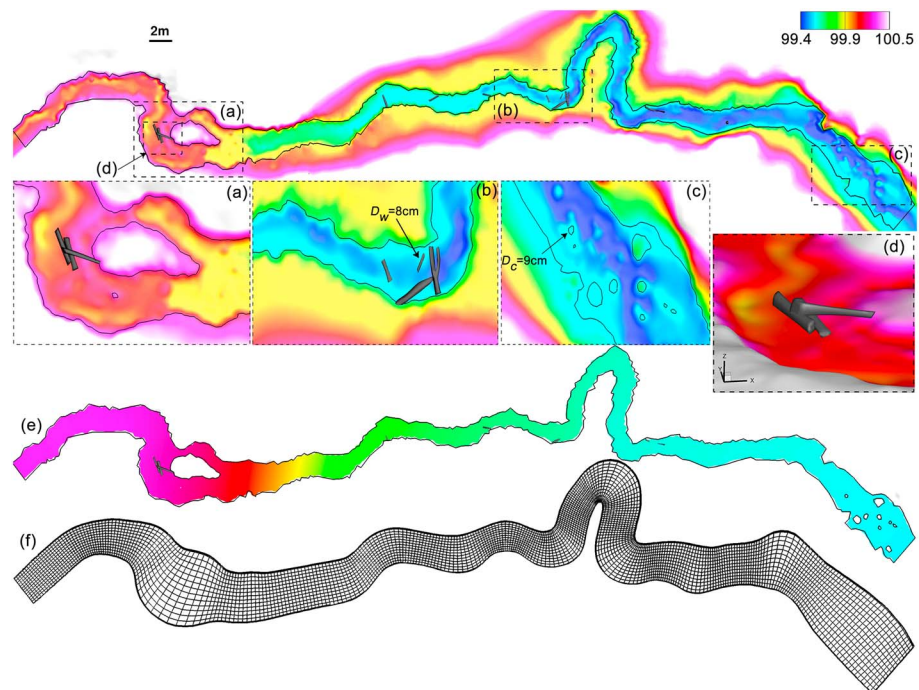 2m
99.4 99.9 100.5
(a)
(b)
(c)
(d)
(a)
(b)
(c)
D_w=8cm
D_c=9cm
(d)
Z
Y
X
(e)
(f)